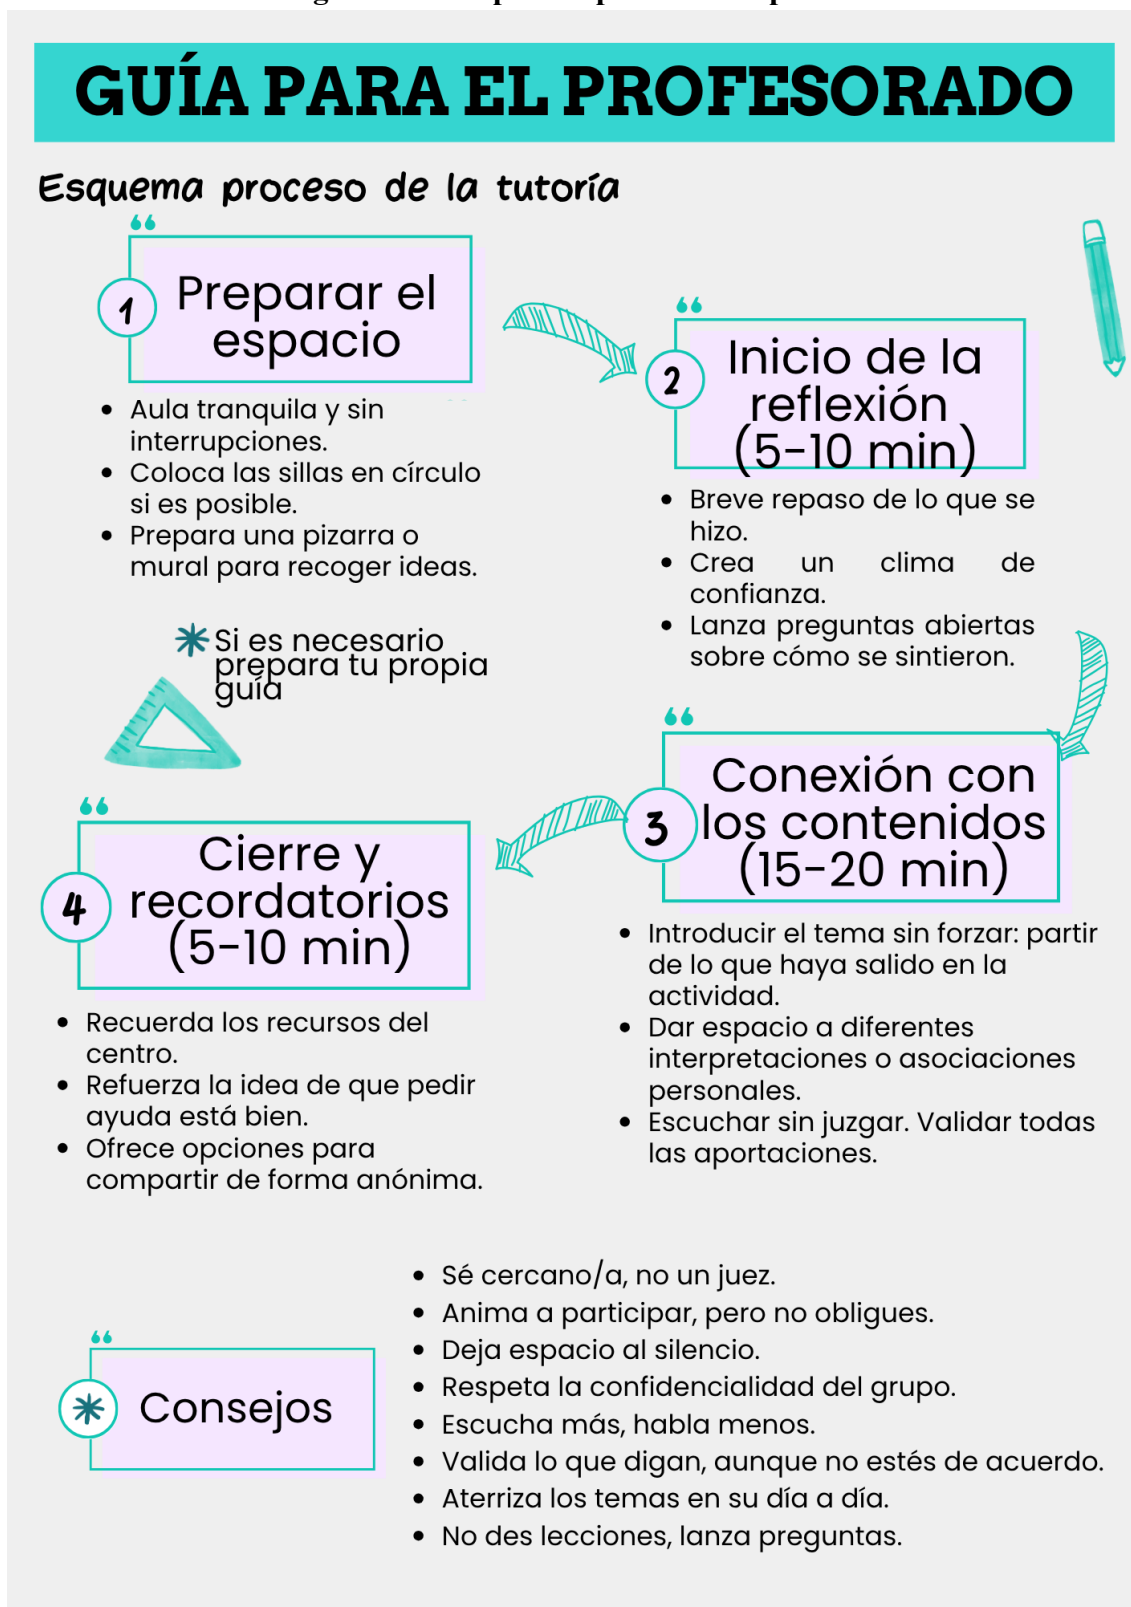 GUÍA PARA EL PROFESORADO
Esquema proceso de la tutoría
1
Preparar el
espacio
• Aula tranquila y sin
interrupciones.
• Coloca las sillas en círculo
si es posible.
• Prepara una pizarra o
mural para recoger ideas.
Si es necesario
prepara tu propia
guía
2
Inicio de la
reflexión
(5-10 min)
• Breve repaso de lo que se
hizo.
• Crea un clima de
confianza.
• Lanza preguntas abiertas
sobre cómo se sintieron.
3
Conexión con
los contenidos
(15-20 min)
• Introducir el tema sin forzar: partir
de lo que haya salido en la
actividad.
• Dar espacio a diferentes
interpretaciones o asociaciones
personales.
• Escuchar sin juzgar. Validar todas
las aportaciones.
4
Cierre y
recordatorios
(5-10 min)
• Recuerda los recursos del
centro.
• Refuerza la idea de que pedir
ayuda está bien.
• Ofrece opciones para
compartir de forma anónima.
Consejos
• Sé cercano/a, no un juez.
• Anima a participar, pero no obligues.
• Deja espacio al silencio.
• Respeta la confidencialidad del grupo.
• Escucha más, habla menos.
• Valida lo que digan, aunque no estés de acuerdo.
• Aterriza los temas en su día a día.
• No des lecciones, lanza preguntas.